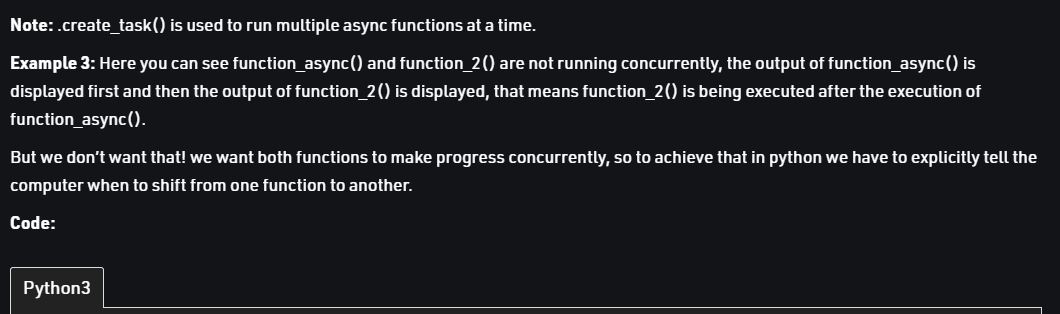 Note: .create_task() is used to run multiple async functions at a time.
Example 3: Here you can see function_async() and function_2() are not running concurrently, the output of function_async() is
displayed first and then the output of function_2() is displayed, that means function_2() is being executed after the execution of
function_async().
But we don't want that! we want both functions to make progress concurrently, so to achieve that in python we have to explicitly tell the
computer when to shift from one function to another.
Code:
Python3